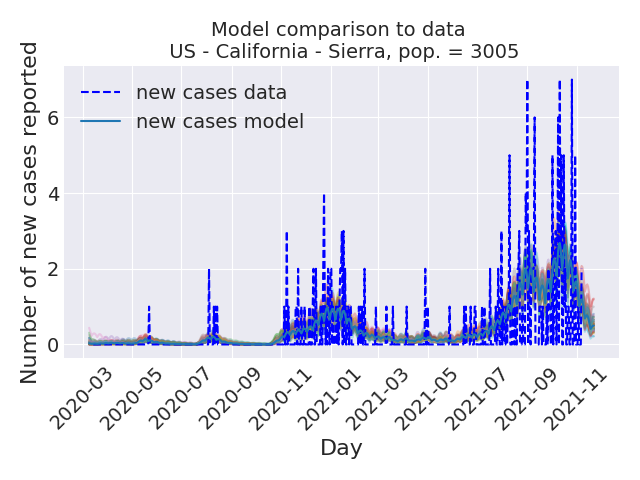 Model comparison to data
US - California - Sierra, pop. = 3005
new cases data
new cases model
Number of new cases reported
6
4
2
0
2020-03
2020-05
2020-07
2020-09
2020-11
2021-01
2021-03
2021-05
2021-07
2021-09
2021-11
Day